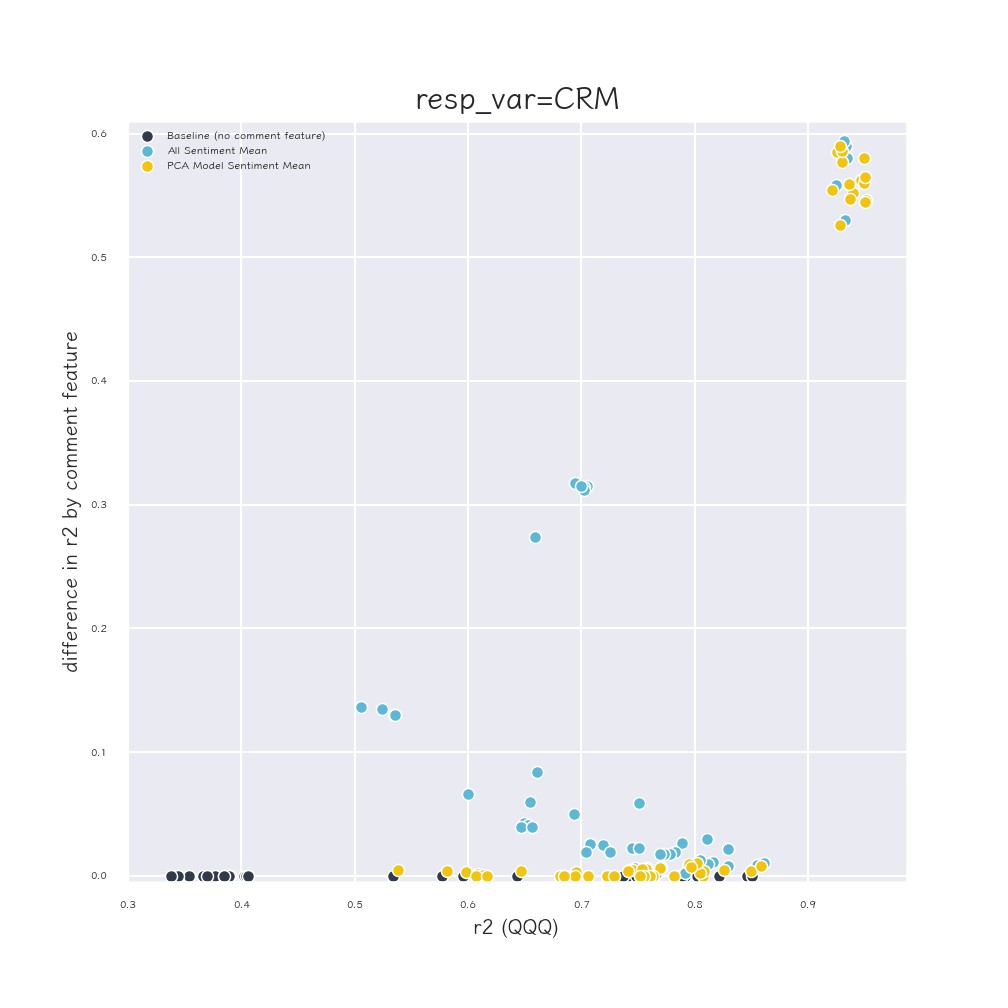 resp_var=CRM
Baseline (no comment feature)
All Sentiment Mean
PCA Model Sentiment Mean
0.6
0.5
0.4
0.3
0.2
0.1
0.0
difference in r2 by comment feature
0.3 0.4 0.5 0.6 0.7 0.8 0.9
r2 (QQQ)